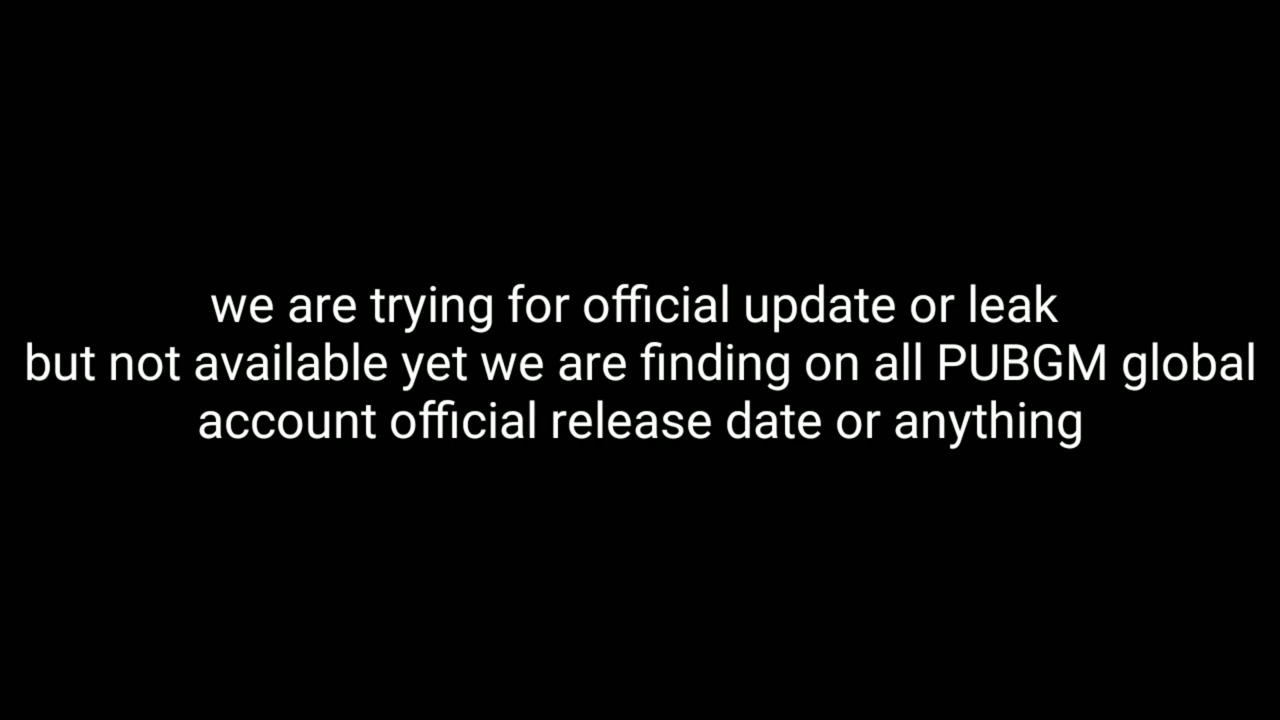 we are trying for official update or leak
but not available yet we are finding on all PUBGM global
account official release date or anything